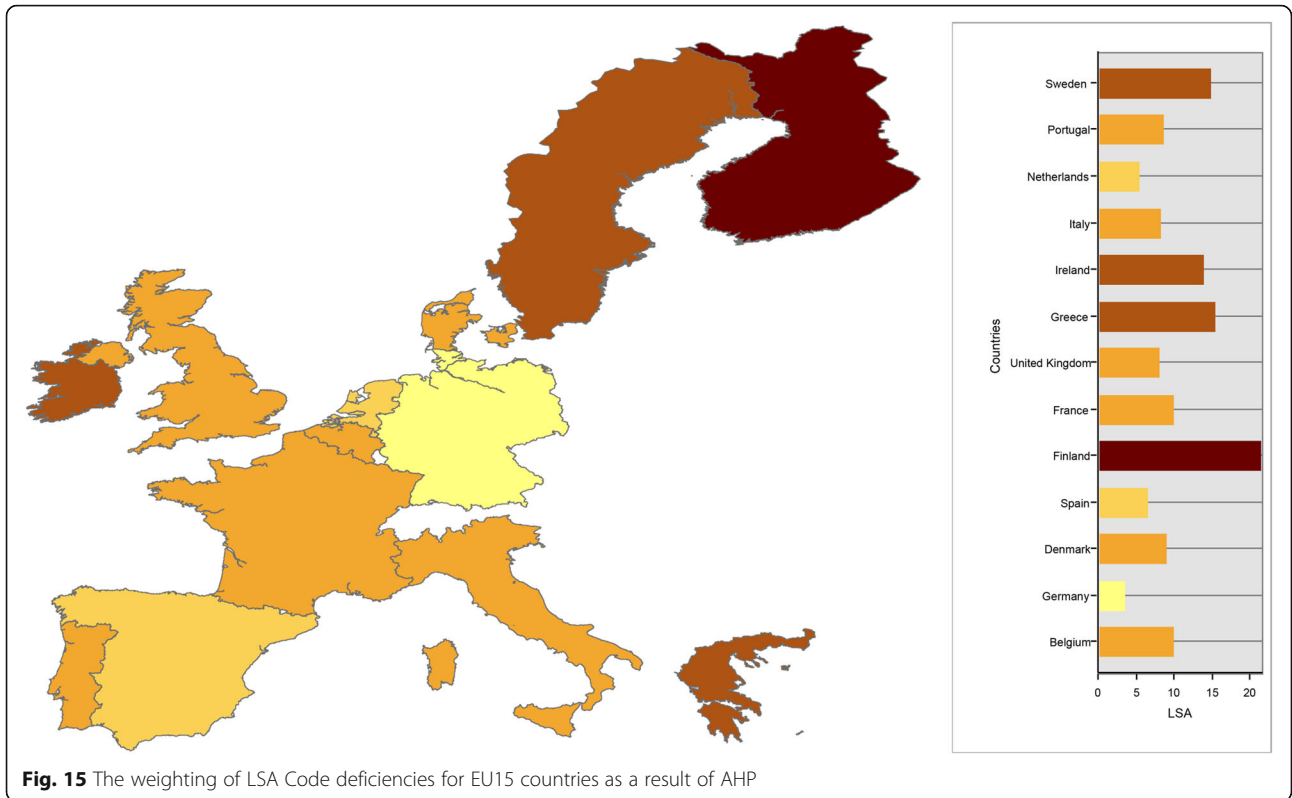 Sweden
Portugal
Netherlands
Italy
Ireland
Greece
United Kingdom
France
Finland
Spain
Denmark
Germany
Belgium
Countries
0 5 10 15 20
LSA
Fig. 15 The weighting of LSA Code deficiencies for EU15 countries as a result of AHP